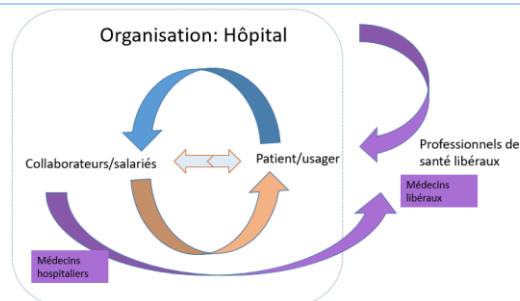 Organisation: Hôpital
Collaborateurs/salariés
Patient/usager
Professionnels de
santé libéraux
Médecins
libéraux
Médecins
hospitaliers